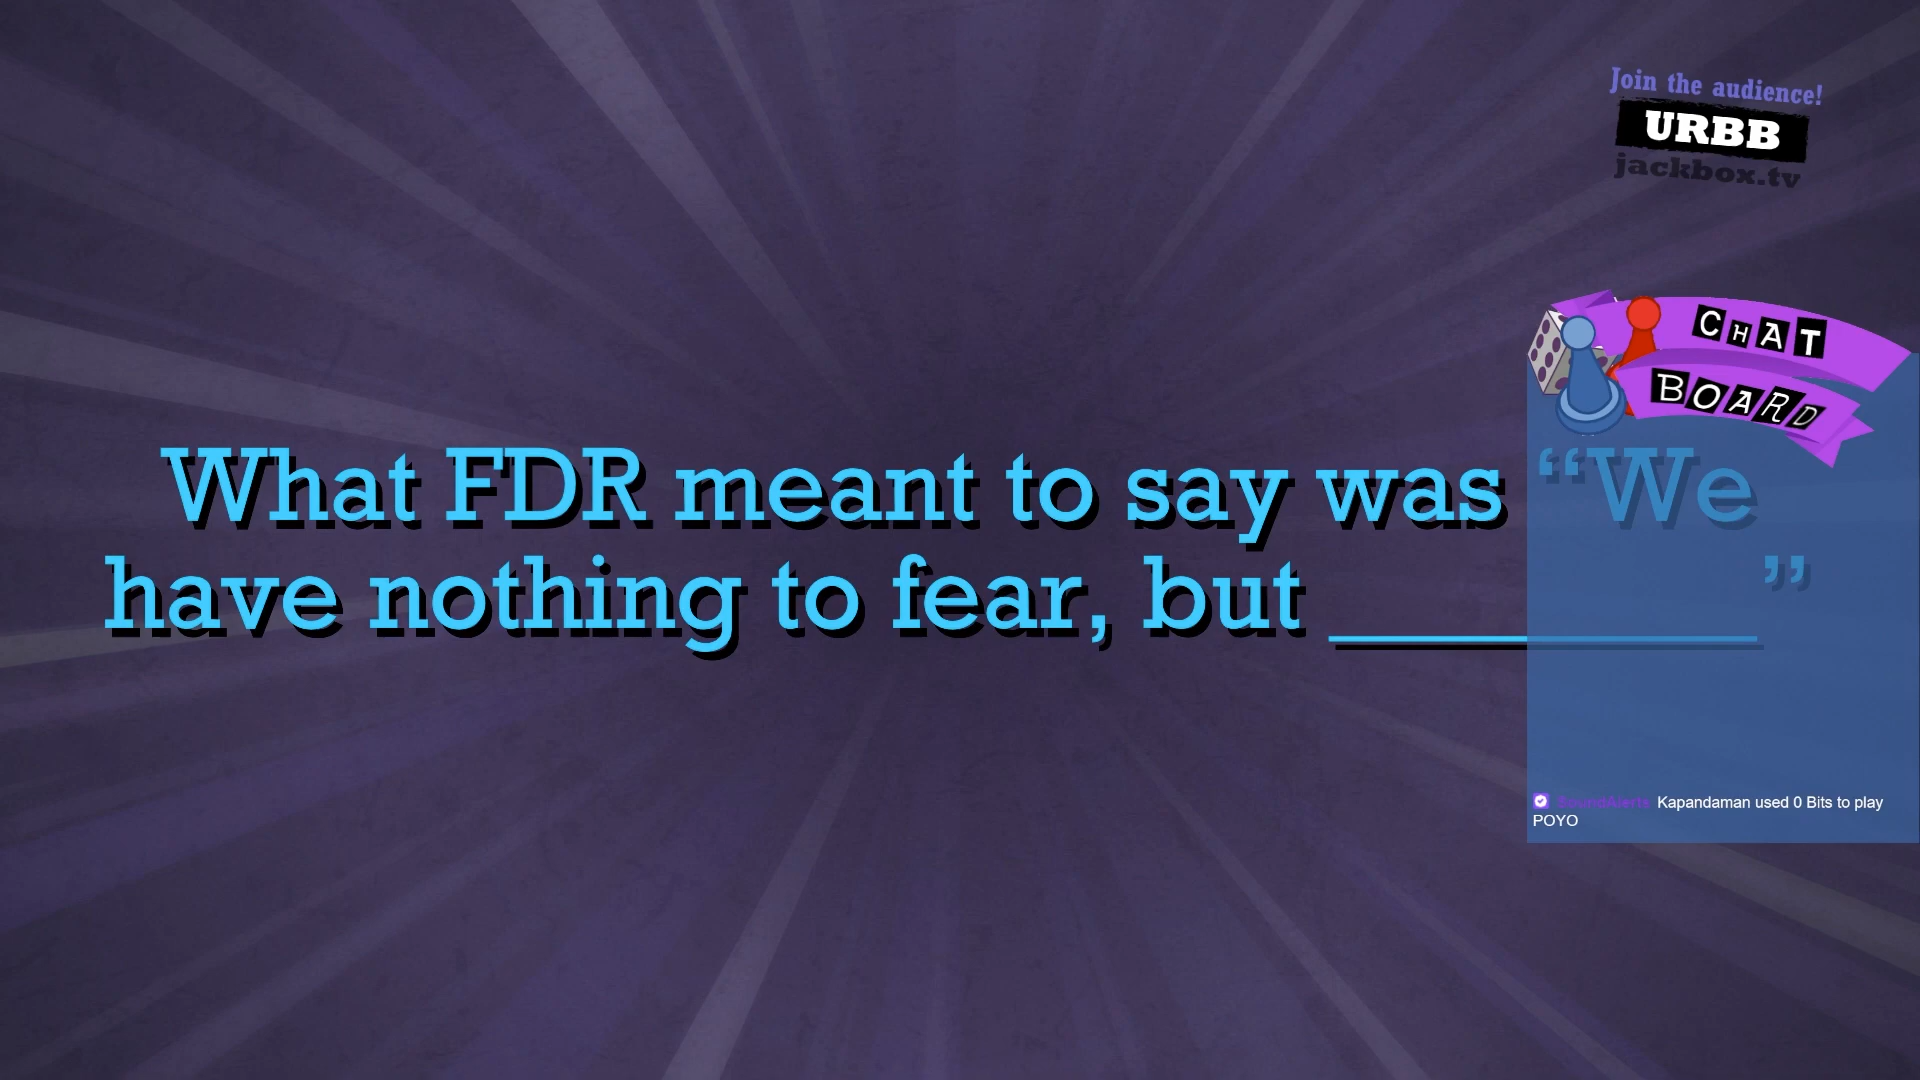 Join the audience!
URBB
jackbox.tv
CHAT
BOARD
What FDR meant to say was “We
have nothing to fear, but ________”
SoundAlerts Kapandaman used 0 Bits to play
POYO